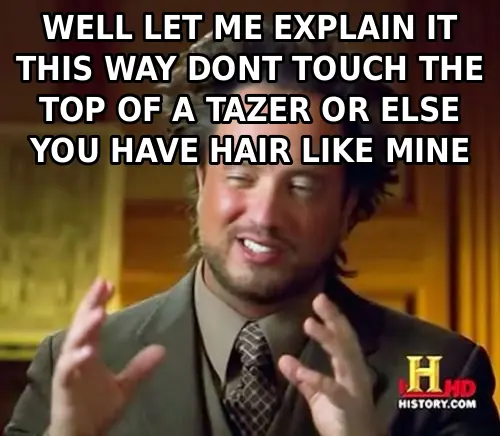 WELL LET ME EXPLAIN IT
THIS WAY DONT TOUCH THE
TOP OF A TAZER OR ELSE
YOU HAVE HAIR LIKE MINE
H HD
HISTORY.COM